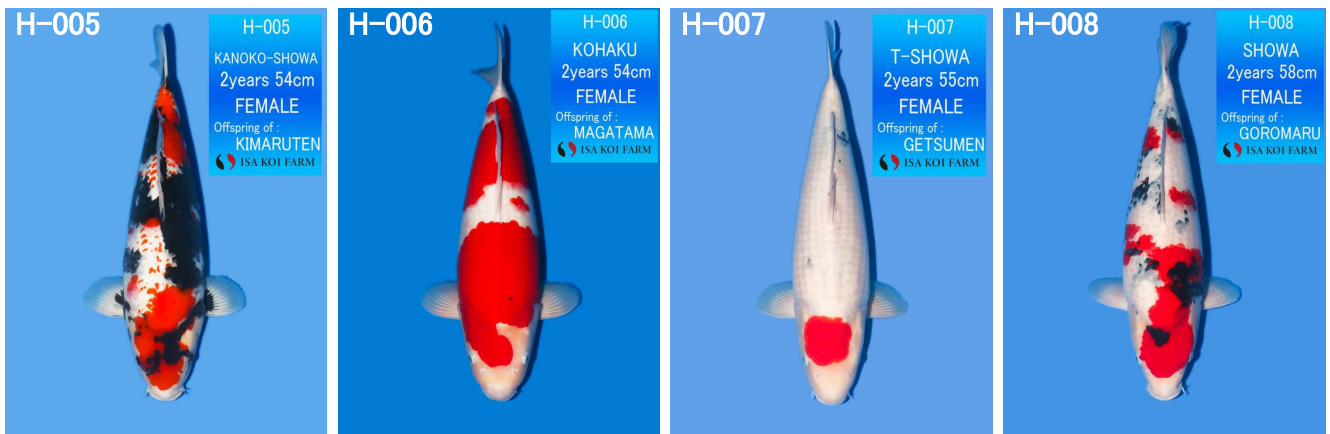 H-005
H-005
KANOKO-SHOWA
2years 54cm
FEMALE
Offspring of :
KIMARUTEN
ISA KOI FARM
H-006
H-006
KOHAKU
2years 54cm
FEMALE
Offspring of :
MAGATAMA
ISA KOI FARM
H-007
H-007
T-SHOWA
2years 55cm
FEMALE
Offspring of :
GETSUMEN
ISA KOI FARM
H-008
H-008
SHOWA
2years 58cm
FEMALE
Offspring of :
GOROMARU
ISA KOI FARM